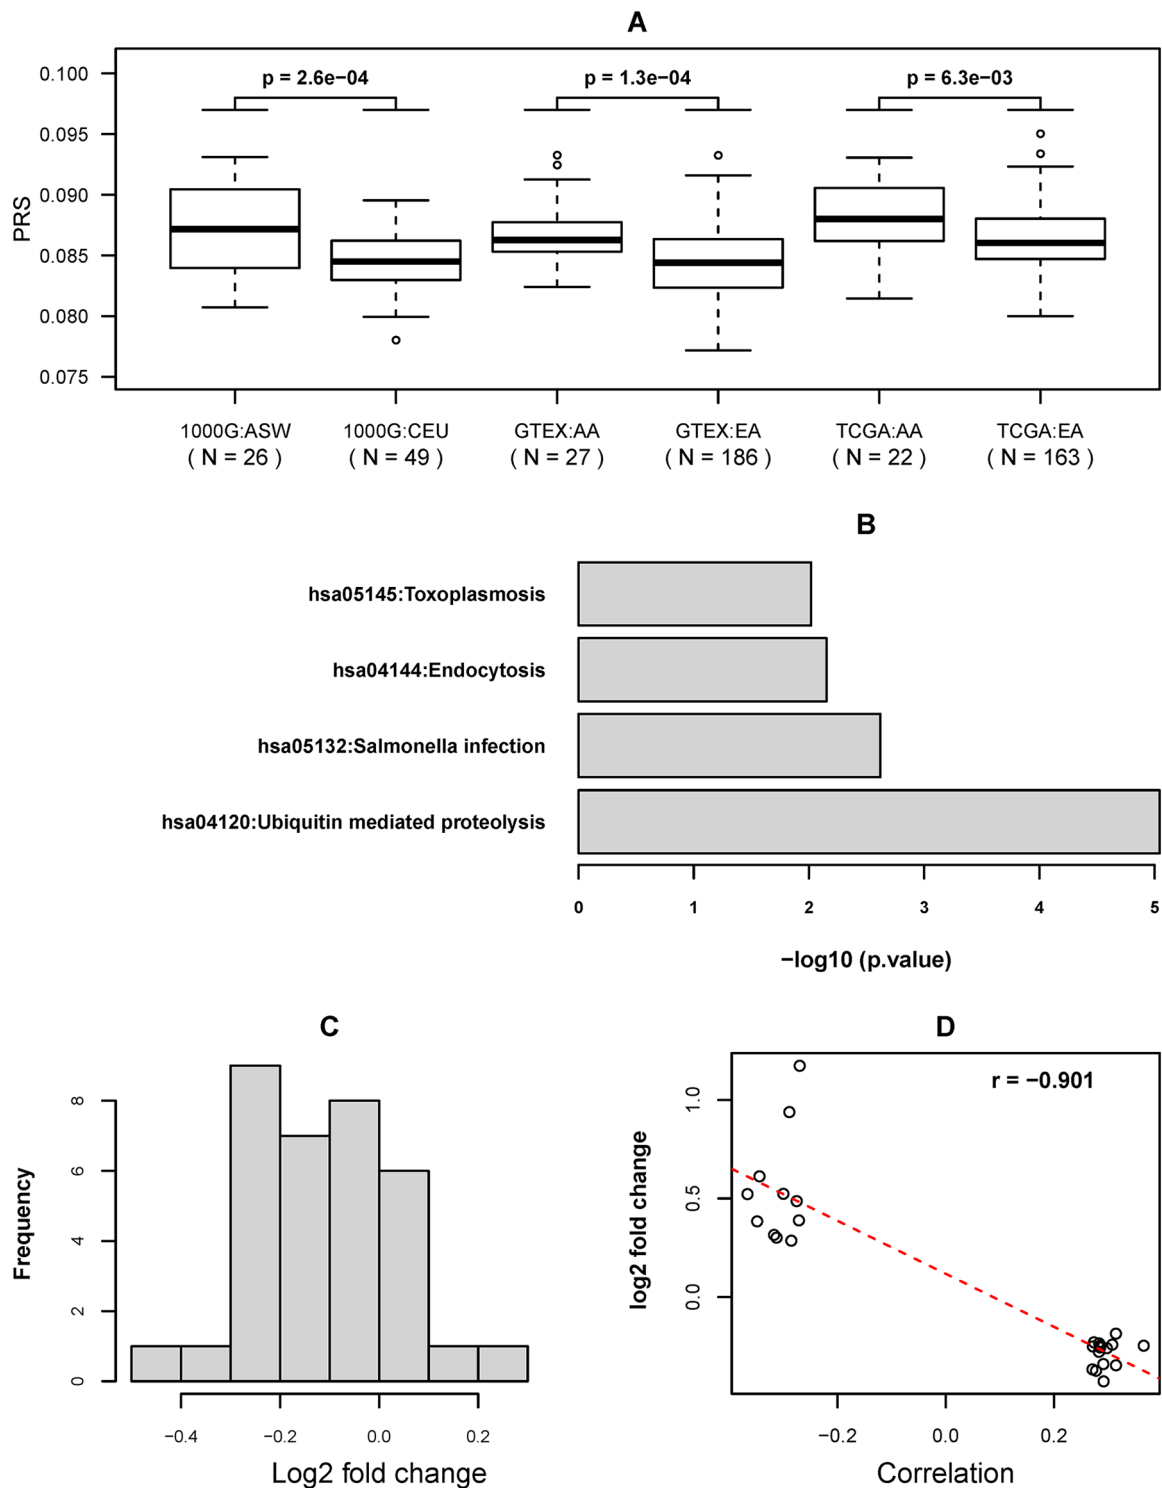 A
p = 2.6e−04
p = 1.3e−04
p = 6.3e−03
PRS
0.100
0.095
0.090
0.085
0.080
0.075
1000G:ASW
( N = 26 )
1000G:CEU
( N = 49 )
GTEX:AA
( N = 27 )
GTEX:EA
( N = 186 )
TCGA:AA
( N = 22 )
TCGA:EA
( N = 163 )
B
hsa05145:Toxoplasmosis
hsa04144:Endocytosis
hsa05132:Salmonella infection
hsa04120:Ubiquitin mediated proteolysis
0 1 2 3 4 5
−log10 (p.value)
C
Frequency
8
6
4
2
0
−0.4 −0.2 0.0 0.2
Log2 fold change
D
r = −0.901
log2 fold change
1.0
0.5
0.0
−0.2 0.0 0.2
Correlation